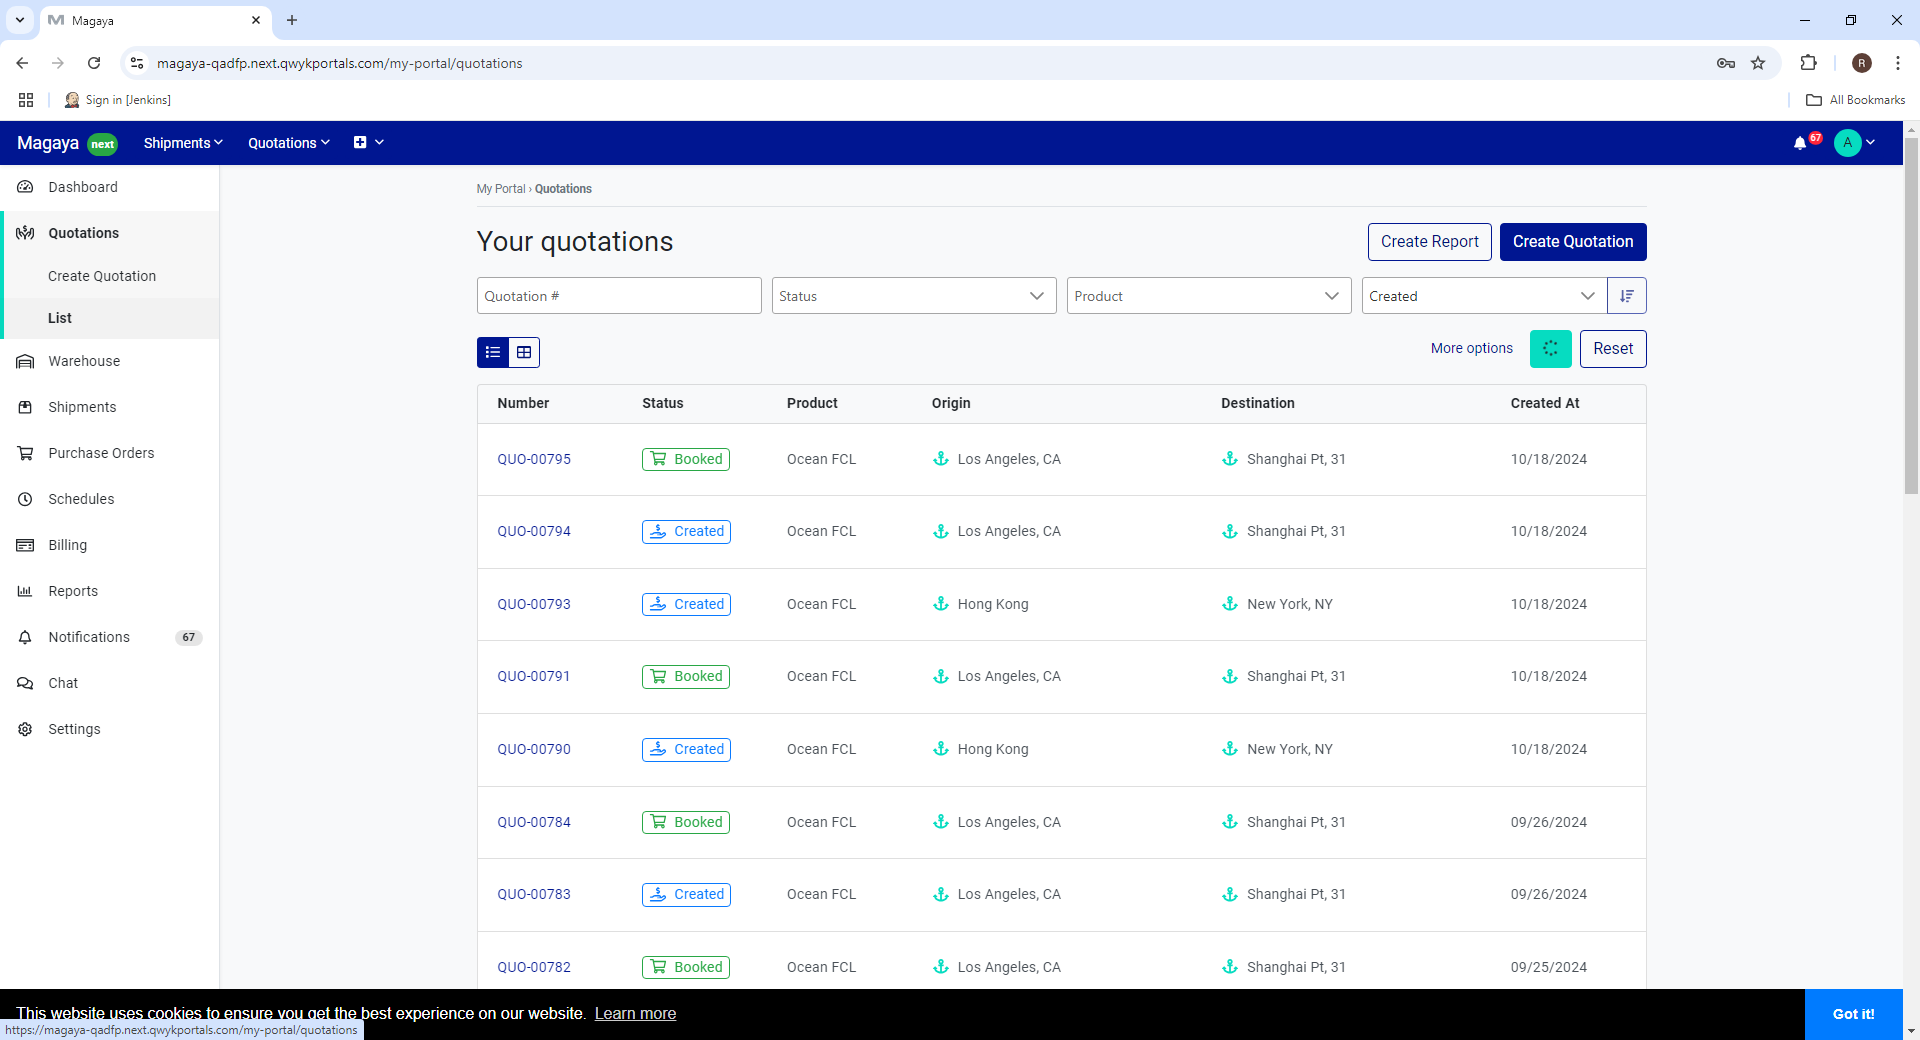 Magaya
magaya-qadfp.next.qwykportals.com/my-portal/quotations
R
Sign in [Jenkins]
All Bookmarks
Magaya next Shipments Quotations 67 A
Dashboard
Quotations
Create Quotation
List
Warehouse
Shipments
Purchase Orders
Schedules
Billing
Reports
Notifications 67
Chat
Settings
My Portal › Quotations
Your quotations
Create Report Create Quotation
Quotation # Status Product Created
More options Reset
Number Status Product Origin Destination Created At
QUO-00795 Booked Ocean FCL Los Angeles, CA Shanghai Pt, 31 10/18/2024
QUO-00794 Created Ocean FCL Los Angeles, CA Shanghai Pt, 31 10/18/2024
QUO-00793 Created Ocean FCL Hong Kong New York, NY 10/18/2024
QUO-00791 Booked Ocean FCL Los Angeles, CA Shanghai Pt, 31 10/18/2024
QUO-00790 Created Ocean FCL Hong Kong New York, NY 10/18/2024
QUO-00784 Booked Ocean FCL Los Angeles, CA Shanghai Pt, 31 09/26/2024
QUO-00783 Created Ocean FCL Los Angeles, CA Shanghai Pt, 31 09/26/2024
QUO-00782 Booked Ocean FCL Los Angeles, CA Shanghai Pt, 31 09/25/2024
This website uses cookies to ensure you get the best experience on our website. Learn more
Got it!
https://magaya-qadfp.next.qwykportals.com/my-portal/quotations